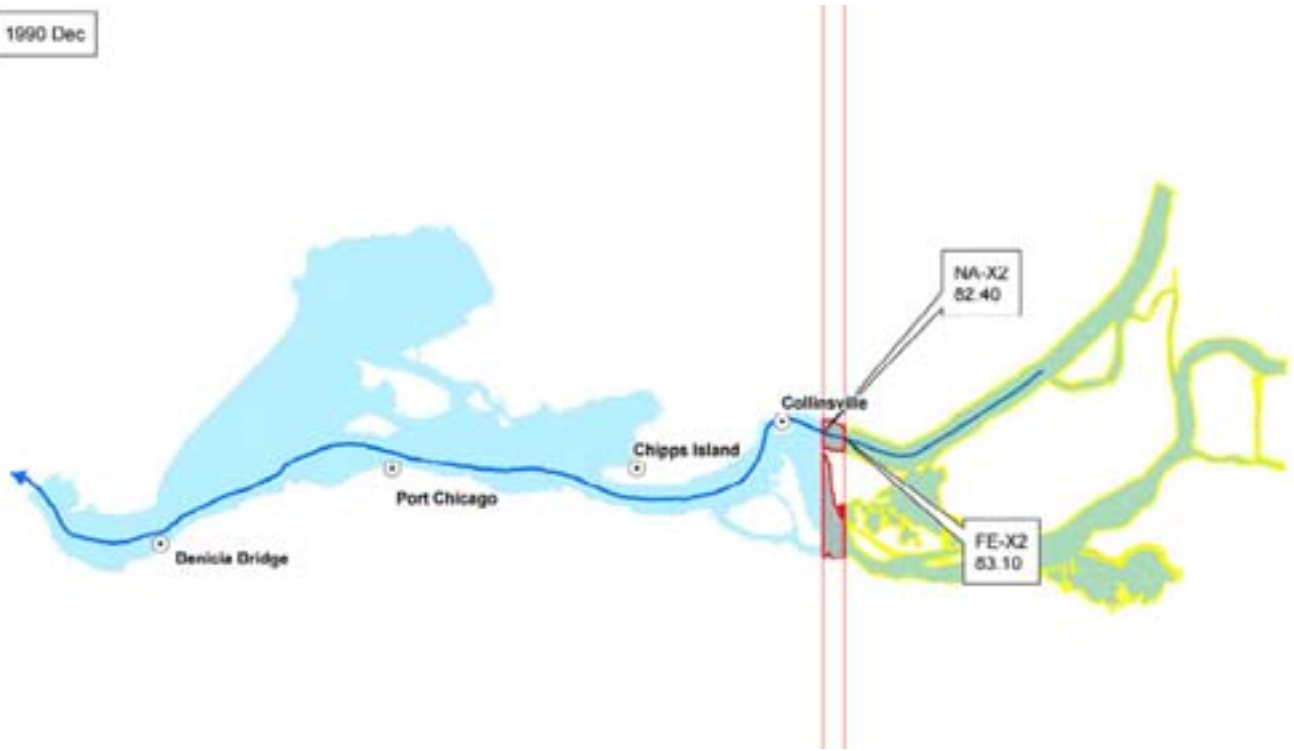 1990 Dec
NA-X2
82.40
Collinsville
Chipps Island
Port Chicago
Benicia Bridge
FE-X2
83.10